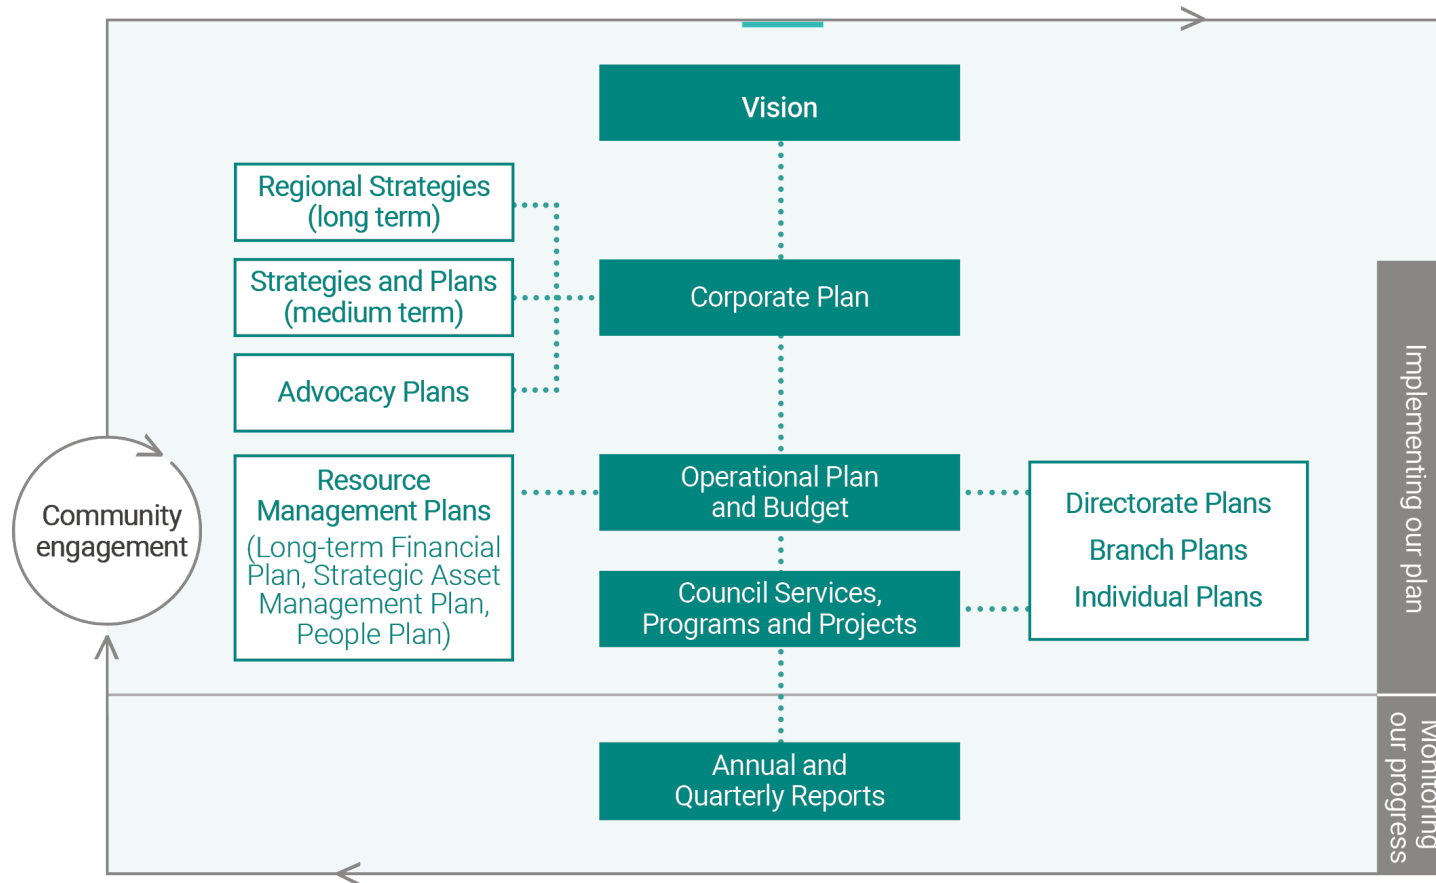 Vision
Regional Strategies
(long term)
Strategies and Plans
(medium term)
Corporate Plan
Advocacy Plans
Community
engagement
Resource
Management Plans
(Long-term Financial
Plan, Strategic Asset
Management Plan,
People Plan)
Operational Plan
and Budget
Council Services,
Programs and Projects
Directorate Plans
Branch Plans
Individual Plans
Implementing our plan
Annual and
Quarterly Reports
Monitoring
our progress